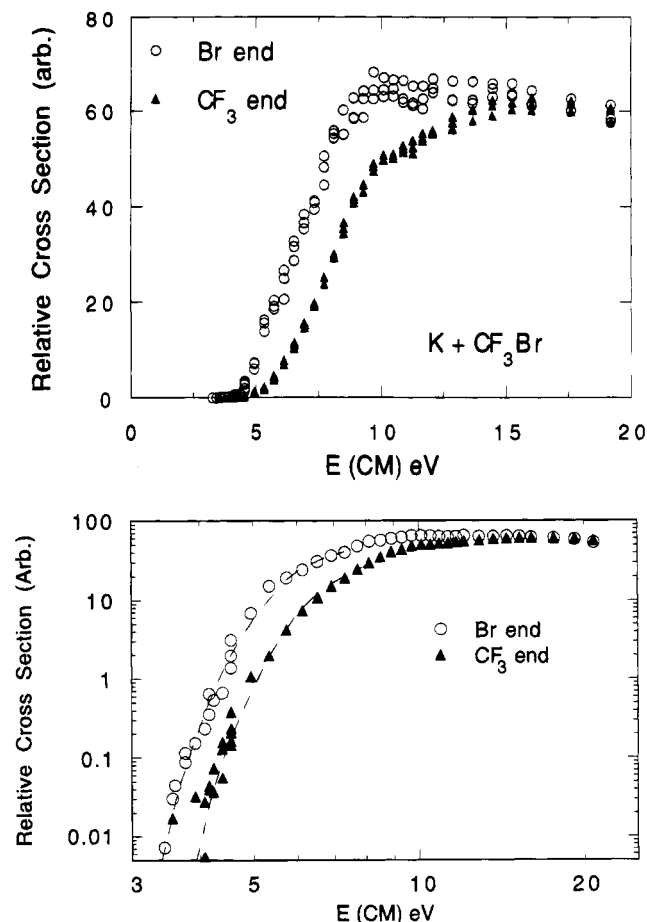 80
60
40
20
0
Relative Cross Section (arb.)
○ Br end
▲ CF₃ end
K + CF₃Br
0 5 10 15 20
E (CM) eV
100
10
1
0.1
0.01
Relative Cross Section (Arb.)
○ Br end
▲ CF₃ end
3 5 10 20
E (CM) eV